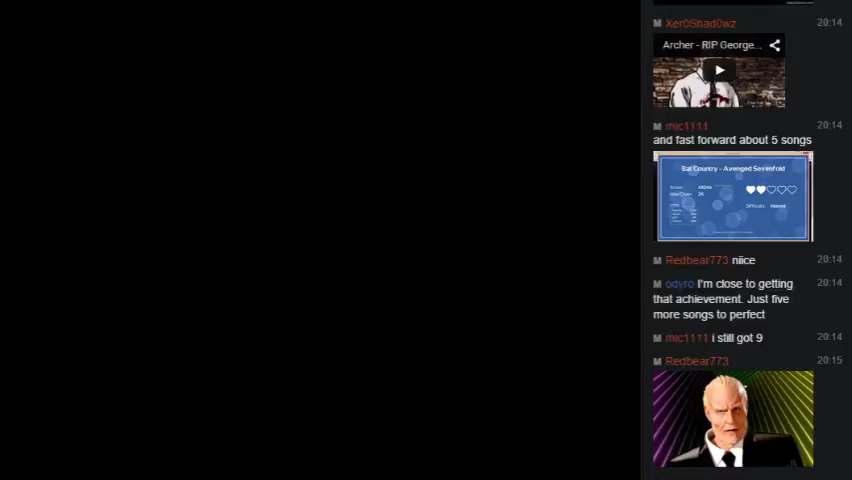 M Xer0Shad0wz 20:14
Archer - RIP George...
M mic1111 20:14
and fast forward about 5 songs
Bat Country - Avenged Sevenfold
M Redbear773 niice 20:14
M odyro I'm close to getting 20:14
that achievement. Just five
more songs to perfect
M mic1111 i still got 9 20:14
M Redbear773 20:15